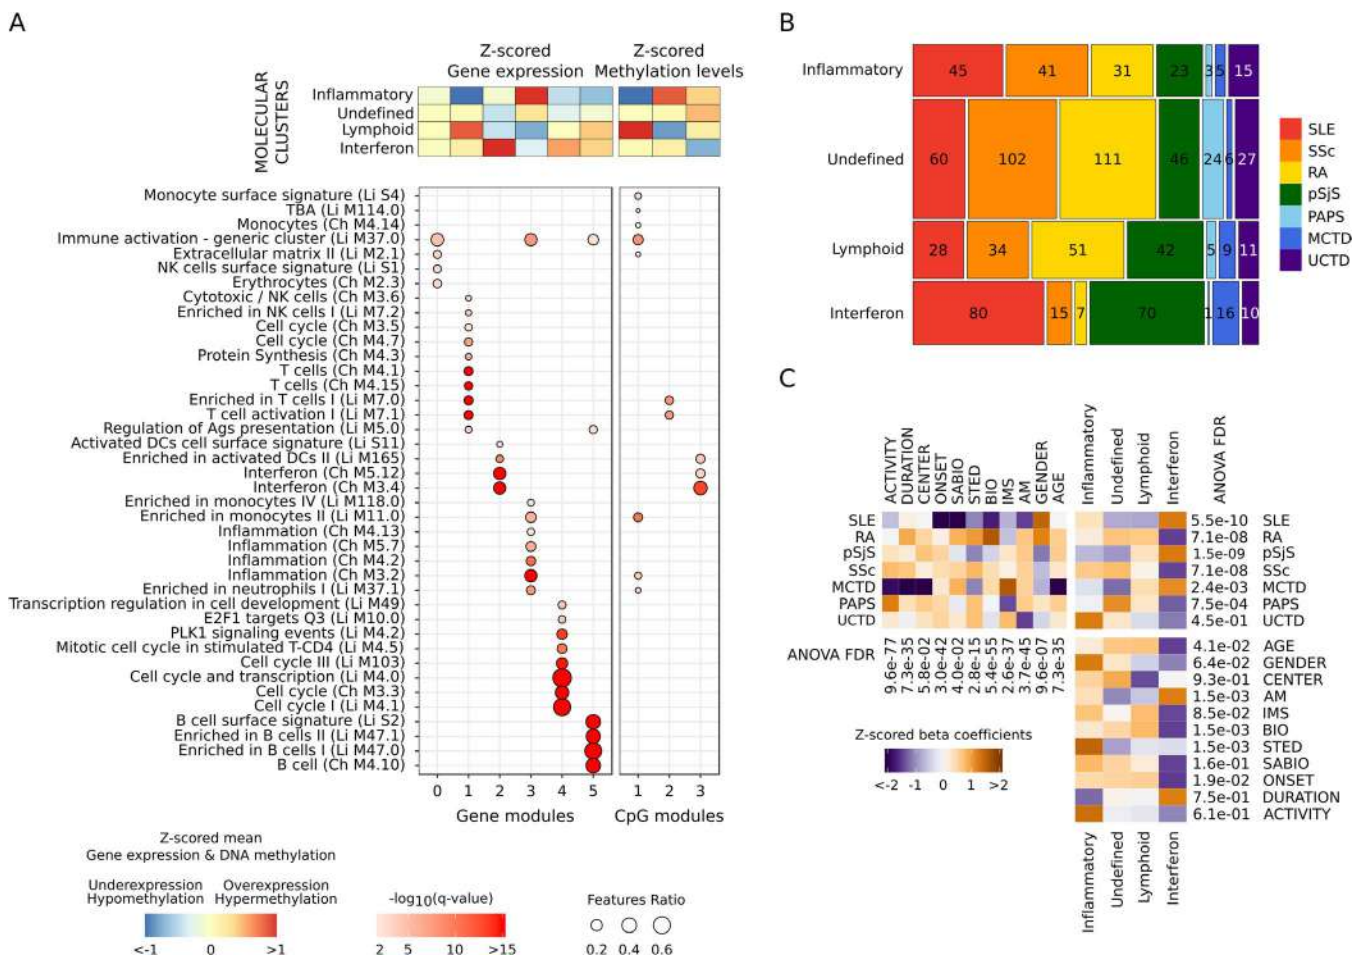 A
Z-scored
Gene expression
Z-scored
Methylation levels
MOLECULAR
CLUSTERS
Inflammatory
Undefined
Lymphoid
Interferon
Monocyte surface signature (Li S4)
TBA (Li M114.0)
Monocytes (Ch M4.14)
Immune activation - generic cluster (Li M37.0)
Extracellular matrix II (Li M2.1)
NK cells surface signature (Li S1)
Erythrocytes (Ch M2.3)
Cytotoxic / NK cells (Ch M3.6)
Enriched in NK cells I (Li M7.2)
Cell cycle (Ch M3.5)
Cell cycle (Ch M4.7)
Protein Synthesis (Ch M4.3)
T cells (Ch M4.1)
T cells (Ch M4.15)
Enriched in T cells I (Li M7.0)
T cell activation I (Li M7.1)
Regulation of Ags presentation (Li M5.0)
Activated DCs cell surface signature (Li S11)
Enriched in activated DCs II (Li M165)
Interferon (Ch M5.12)
Interferon (Ch M3.4)
Enriched in monocytes IV (Li M118.0)
Enriched in monocytes II (Li M11.0)
Inflammation (Ch M4.13)
Inflammation (Ch M5.7)
Inflammation (Ch M4.2)
Inflammation (Ch M3.2)
Enriched in neutrophils I (Li M37.1)
Transcription regulation in cell development (Li M49)
E2F1 targets Q3 (Li M10.0)
PLK1 signaling events (Li M4.2)
Mitotic cell cycle in stimulated T-CD4 (Li M4.5)
Cell cycle III (Li M103)
Cell cycle and transcription (Li M4.0)
Cell cycle (Ch M3.3)
Cell cycle I (Li M4.1)
B cell surface signature (Li S2)
Enriched in B cells II (Li M47.1)
Enriched in B cells I (Li M47.0)
B cell (Ch M4.10)
0 1 2 3 4 5 1 2 3
Gene modules CpG modules
Z-scored mean
Gene expression & DNA methylation
Underexpression Overexpression
Hypomethylation Hypermethylation
<-1 0 >1
-log10(q-value)
2 5 10 >15
Features Ratio
0.2 0.4 0.6
B
Inflammatory 45 41 31 23 3 5 15
Undefined 60 102 111 46 24 6 27
Lymphoid 28 34 51 42 5 9 11
Interferon 80 15 7 70 1 16 10
SLE
SSc
RA
pSjS
PAPS
MCTD
UCTD
C
ACTIVITY
DURATION
CENTER
ONSET
SABIO
STED
BIO
IMS
AM
GENDER
AGE
Inflammatory
Undefined
Lymphoid
Interferon
ANOVA FDR
SLE 5.5e-10 SLE
RA 7.1e-08 RA
pSjS 1.5e-09 pSjS
SSc 7.1e-08 SSc
MCTD 2.4e-03 MCTD
PAPS 7.5e-04 PAPS
UCTD 4.5e-01 UCTD
ANOVA FDR
9.6e-77
7.3e-35
5.8e-02
3.0e-42
4.0e-02
2.8e-15
5.4e-55
2.6e-37
3.7e-45
9.6e-07
7.3e-35
4.1e-02 AGE
6.4e-02 GENDER
9.3e-01 CENTER
1.5e-03 AM
8.5e-02 IMS
1.5e-03 BIO
1.5e-03 STED
1.6e-01 SABIO
1.9e-02 ONSET
7.5e-01 DURATION
6.1e-01 ACTIVITY
Z-scored beta coefficients
<-2 -1 0 1 >2
Inflammatory
Undefined
Lymphoid
Interferon